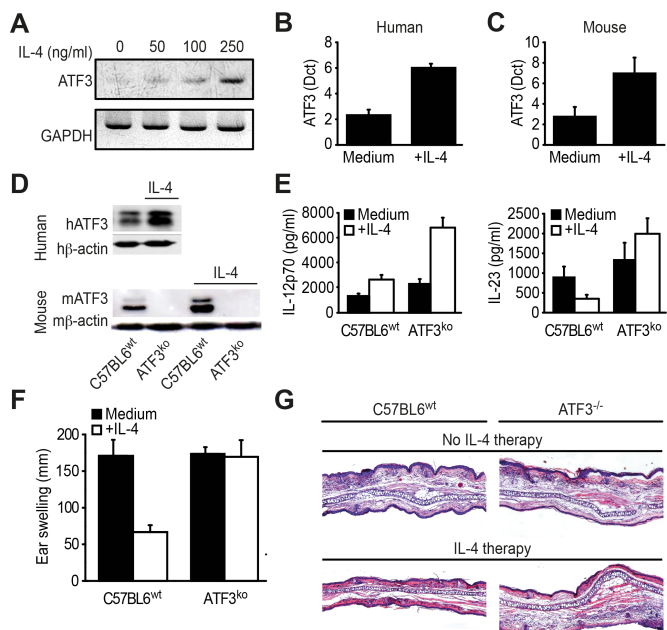 A
IL-4 (ng/ml) 0 50 100 250
ATF3
GAPDH
B
Human
ATF3 (Dct)
8
6
4
2
0
Medium +IL-4
C
Mouse
ATF3 (Dct)
10
8
6
4
2
0
Medium +IL-4
D
IL-4
Human
hATF3
hβ-actin
IL-4
Mouse
mATF3
mβ-actin
C57BL6wt ATF3ko C57BL6wt ATF3ko
E
Medium
+IL-4
IL-12p70 (pg/ml)
8000
6000
4000
2000
0
C57BL6wt ATF3ko
Medium
+IL-4
IL-23 (pg/ml)
2500
2000
1500
1000
500
0
C57BL6wt ATF3ko
F
Medium
+IL-4
Ear swelling (mm)
200
150
100
50
0
C57BL6wt ATF3ko
G
C57BL6wt ATF3-/-
No IL-4 therapy
IL-4 therapy